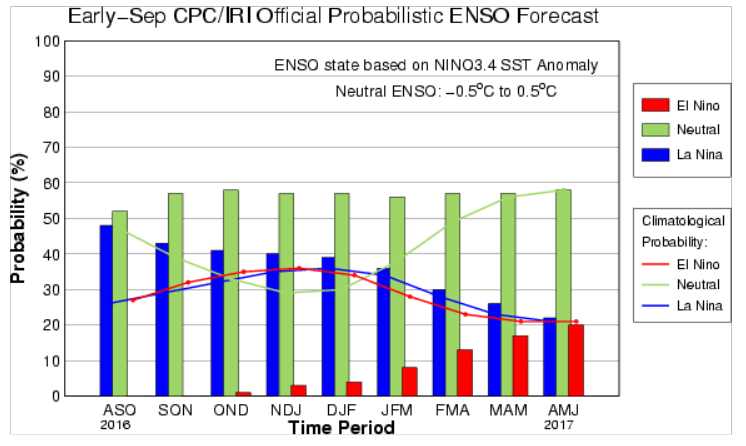 Early-Sep CPC/IRI Official Probabilistic ENSO Forecast
100
90
80
70
60
50
40
30
20
10
0
Probability (%)
ENSO state based on NINO3.4 SST Anomaly
Neutral ENSO: -0.5°C to 0.5°C
El Nino
Neutral
La Nina
Climatological
Probability:
El Nino
Neutral
La Nina
ASO SON OND NDJ DJF JFM FMA MAM AMJ
2016 2017
Time Period